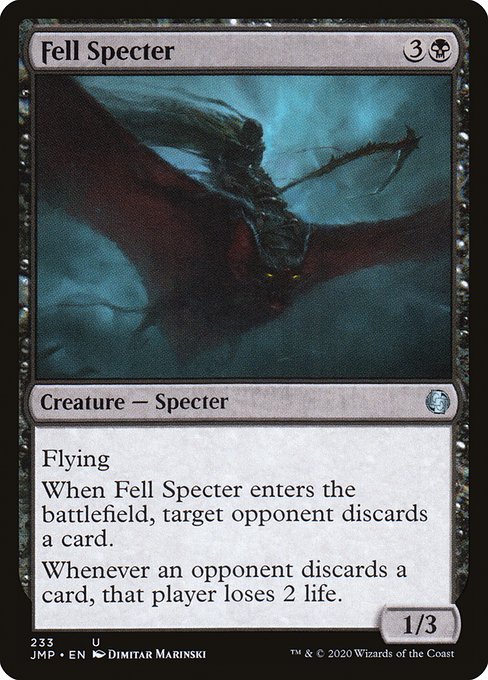 Fell Specter 3
Creature — Specter
Flying
When Fell Specter enters the
battlefield, target opponent discards
a card.
Whenever an opponent discards a
card, that player loses 2 life.
1/3
233 U
JMP • EN Dimitar Marinski
™ & © 2020 Wizards of the Coast